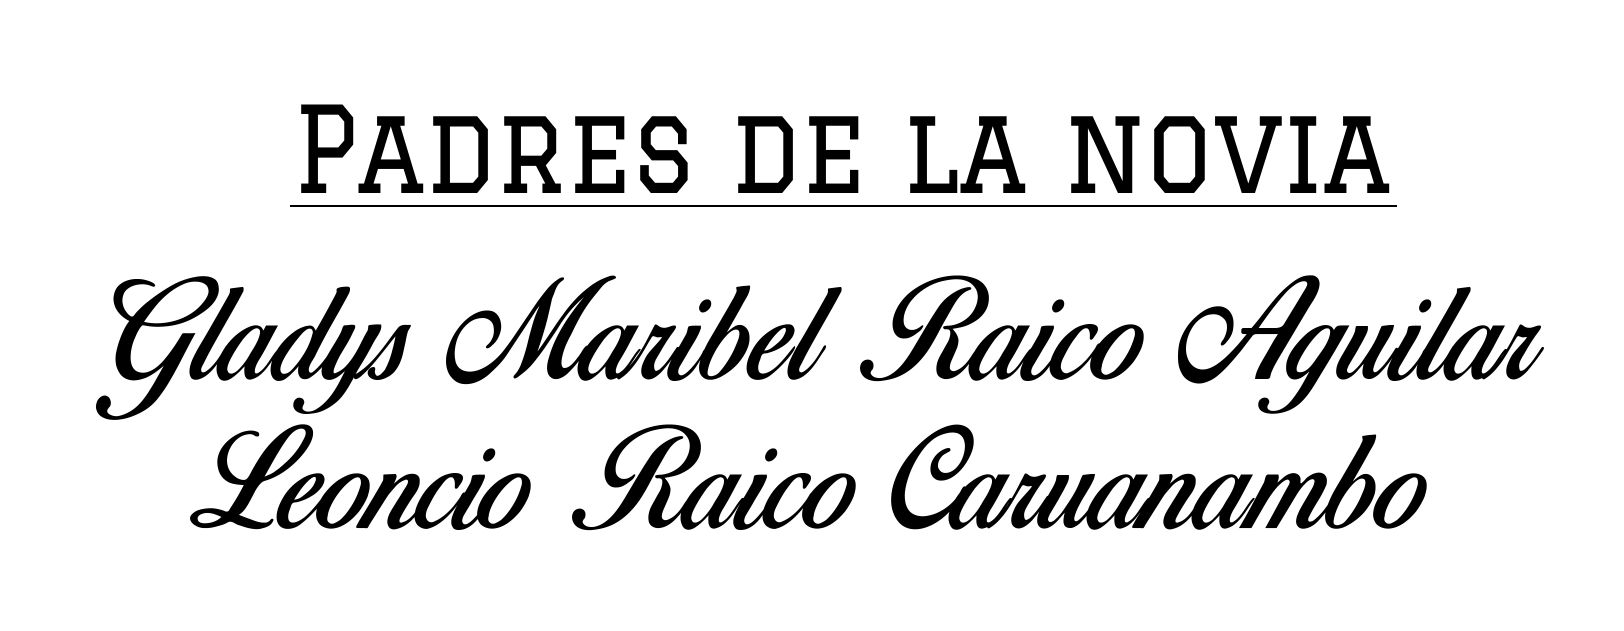 Padres de la novia
Gladys Maribel Raico Aguilar
Leoncio Raico Caruanambo